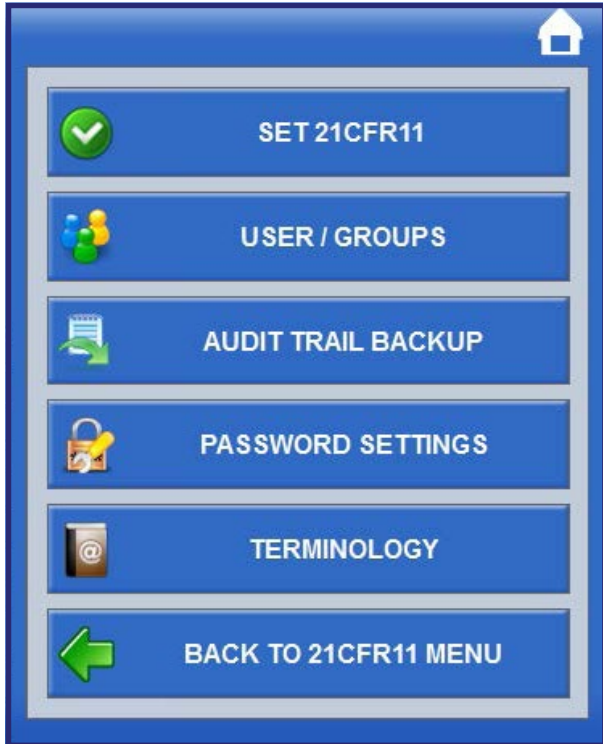 SET 21CFR11
USER / GROUPS
AUDIT TRAIL BACKUP
PASSWORD SETTINGS
@
TERMINOLOGY
BACK TO 21CFR11 MENU